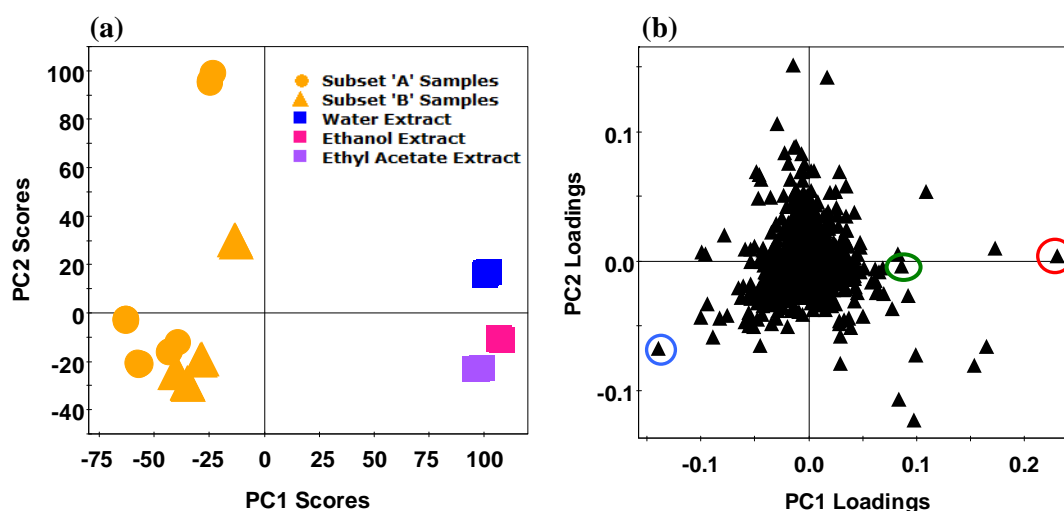 (a)
100
80
60
40
20
0
-20
-40
PC2 Scores
Subset 'A' Samples
Subset 'B' Samples
Water Extract
Ethanol Extract
Ethyl Acetate Extract
-75 -50 -25 0 25 50 75 100
PC1 Scores
(b)
0.1
0.0
-0.1
PC2 Loadings
-0.1 0.0 0.1 0.2
PC1 Loadings